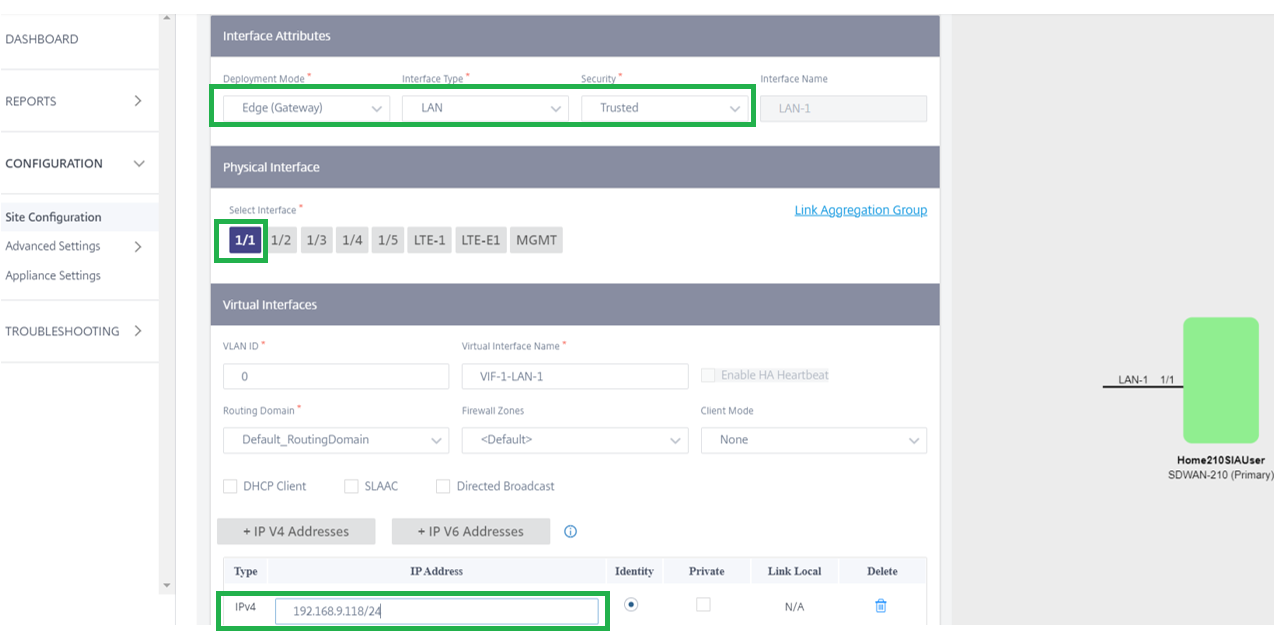 DASHBOARD
REPORTS
CONFIGURATION
Site Configuration
Advanced Settings
Appliance Settings
TROUBLESHOOTING
Interface Attributes
Deployment Mode * Interface Type * Security * Interface Name
Edge (Gateway) LAN Trusted LAN-1
Physical Interface
Select Interface * Link Aggregation Group
1/1 1/2 1/3 1/4 1/5 LTE-1 LTE-E1 MGMT
Virtual Interfaces
VLAN ID * Virtual Interface Name *
0 VIF-1-LAN-1 Enable HA Heartbeat
Routing Domain * Firewall Zones Client Mode
Default_RoutingDomain <Default> None
DHCP Client SLAAC Directed Broadcast
+ IP V4 Addresses + IP V6 Addresses
Type IP Address Identity Private Link Local Delete
IPv4 192.168.9.118/24 N/A
LAN-1 1/1
Home210SIAUser
SDWAN-210 (Primary)